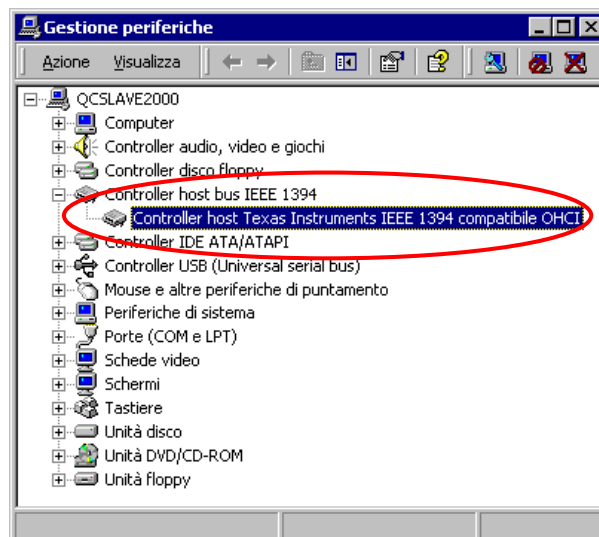 Gestione periferiche
Azione Visualizza
QCSLAVE2000
Computer
Controller audio, video e giochi
Controller disco floppy
Controller host bus IEEE 1394
Controller host Texas Instruments IEEE 1394 compatibile OHCI
Controller IDE ATA/ATAPI
Controller USB (Universal serial bus)
Mouse e altre periferiche di puntamento
Periferiche di sistema
Porte (COM e LPT)
Schede video
Schermi
Tastiere
Unità disco
Unità DVD/CD-ROM
Unità floppy